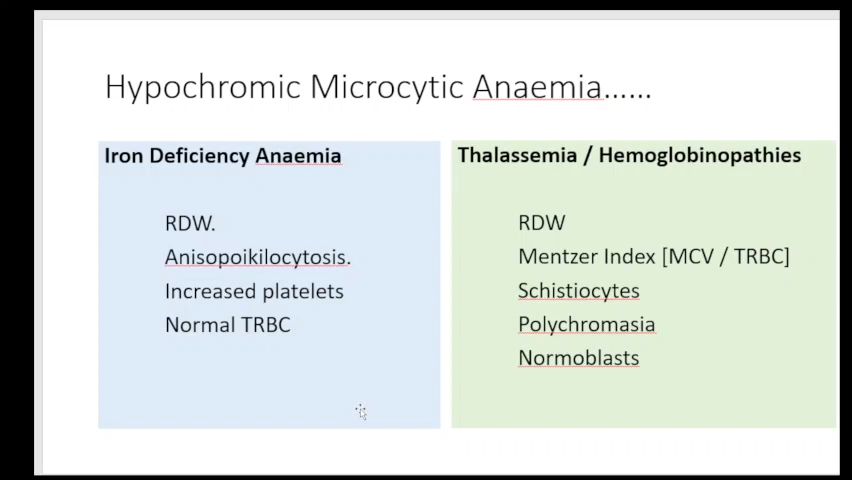 Hypochromic Microcytic Anaemia......
Iron Deficiency Anaemia
RDW.
Anisopoikilocytosis.
Increased platelets
Normal TRBC
Thalassemia / Hemoglobinopathies
RDW
Mentzer Index [MCV / TRBC]
Schistiocytes
Polychromasia
Normoblasts